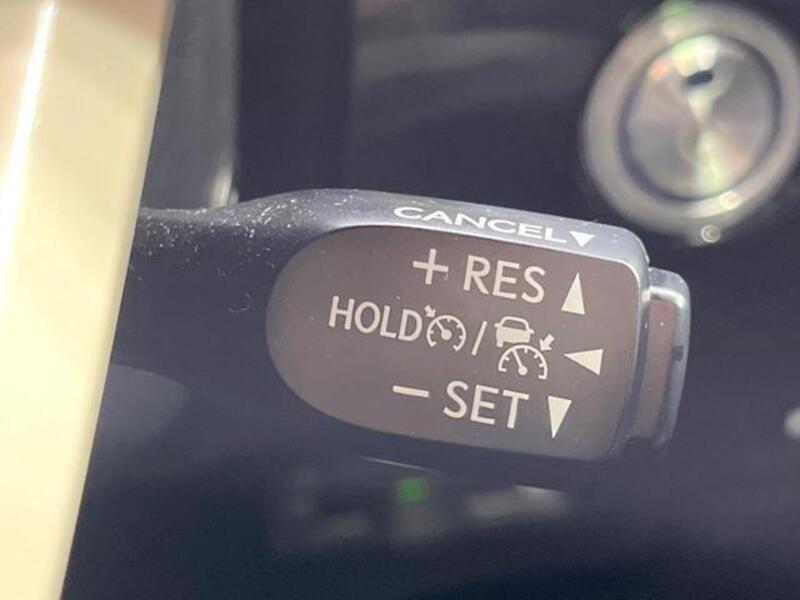 CANCEL▼
+ RES ▲
HOLD / ◀
− SET ▼